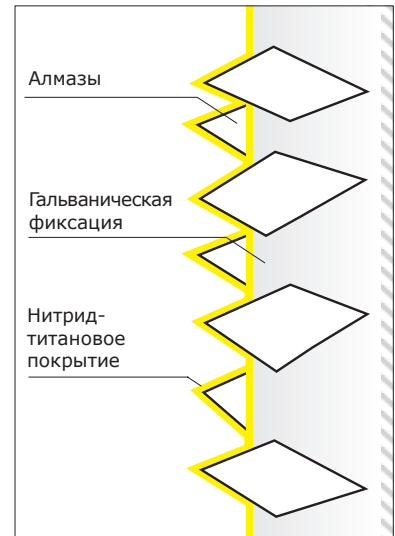 Алмазы
Гальваническая
фиксация
Нитрид-
титановое
покрытие